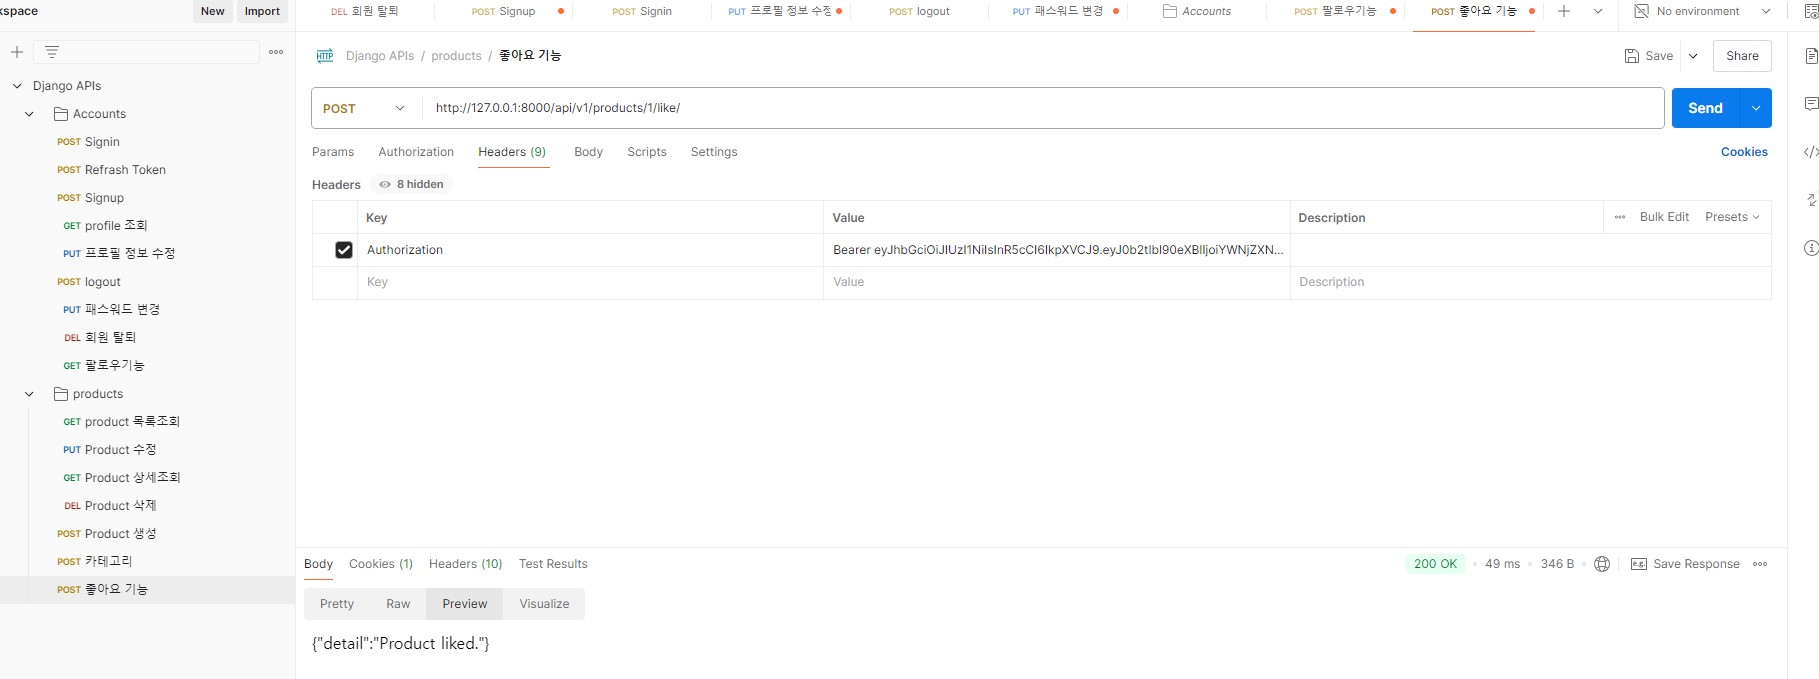 kspace New Import
DEL 회원 탈퇴 POST Signup POST Signin PUT 프로필 정보 수정 POST logout PUT 패스워드 변경 Accounts POST 팔로우기능 POST 좋아요 기능 No environment
Django APIs / products / 좋아요 기능 Save Share
Django APIs
Accounts
POST Signin
POST Refrash Token
POST Signup
GET profile 조회
PUT 프로필 정보 수정
POST logout
PUT 패스워드 변경
DEL 회원 탈퇴
GET 팔로우기능
products
GET product 목록조회
PUT Product 수정
GET Product 상세조회
DEL Product 삭제
POST Product 생성
POST 카테고리
POST 좋아요 기능
POST http://127.0.0.1:8000/api/v1/products/1/like/ Send
Params Authorization Headers (9) Body Scripts Settings Cookies
Headers 8 hidden
Key Value Description Bulk Edit Presets
Authorization Bearer eyJhbGciOiJIUzI1NiIsInR5cCI6IkpXVCJ9.eyJ0b2tlbl90eXBlIjoiYWNjZXN...
Key Value Description
Body Cookies (1) Headers (10) Test Results 200 OK 49 ms 346 B e.g. Save Response
Pretty Raw Preview Visualize
{"detail":"Product liked."}